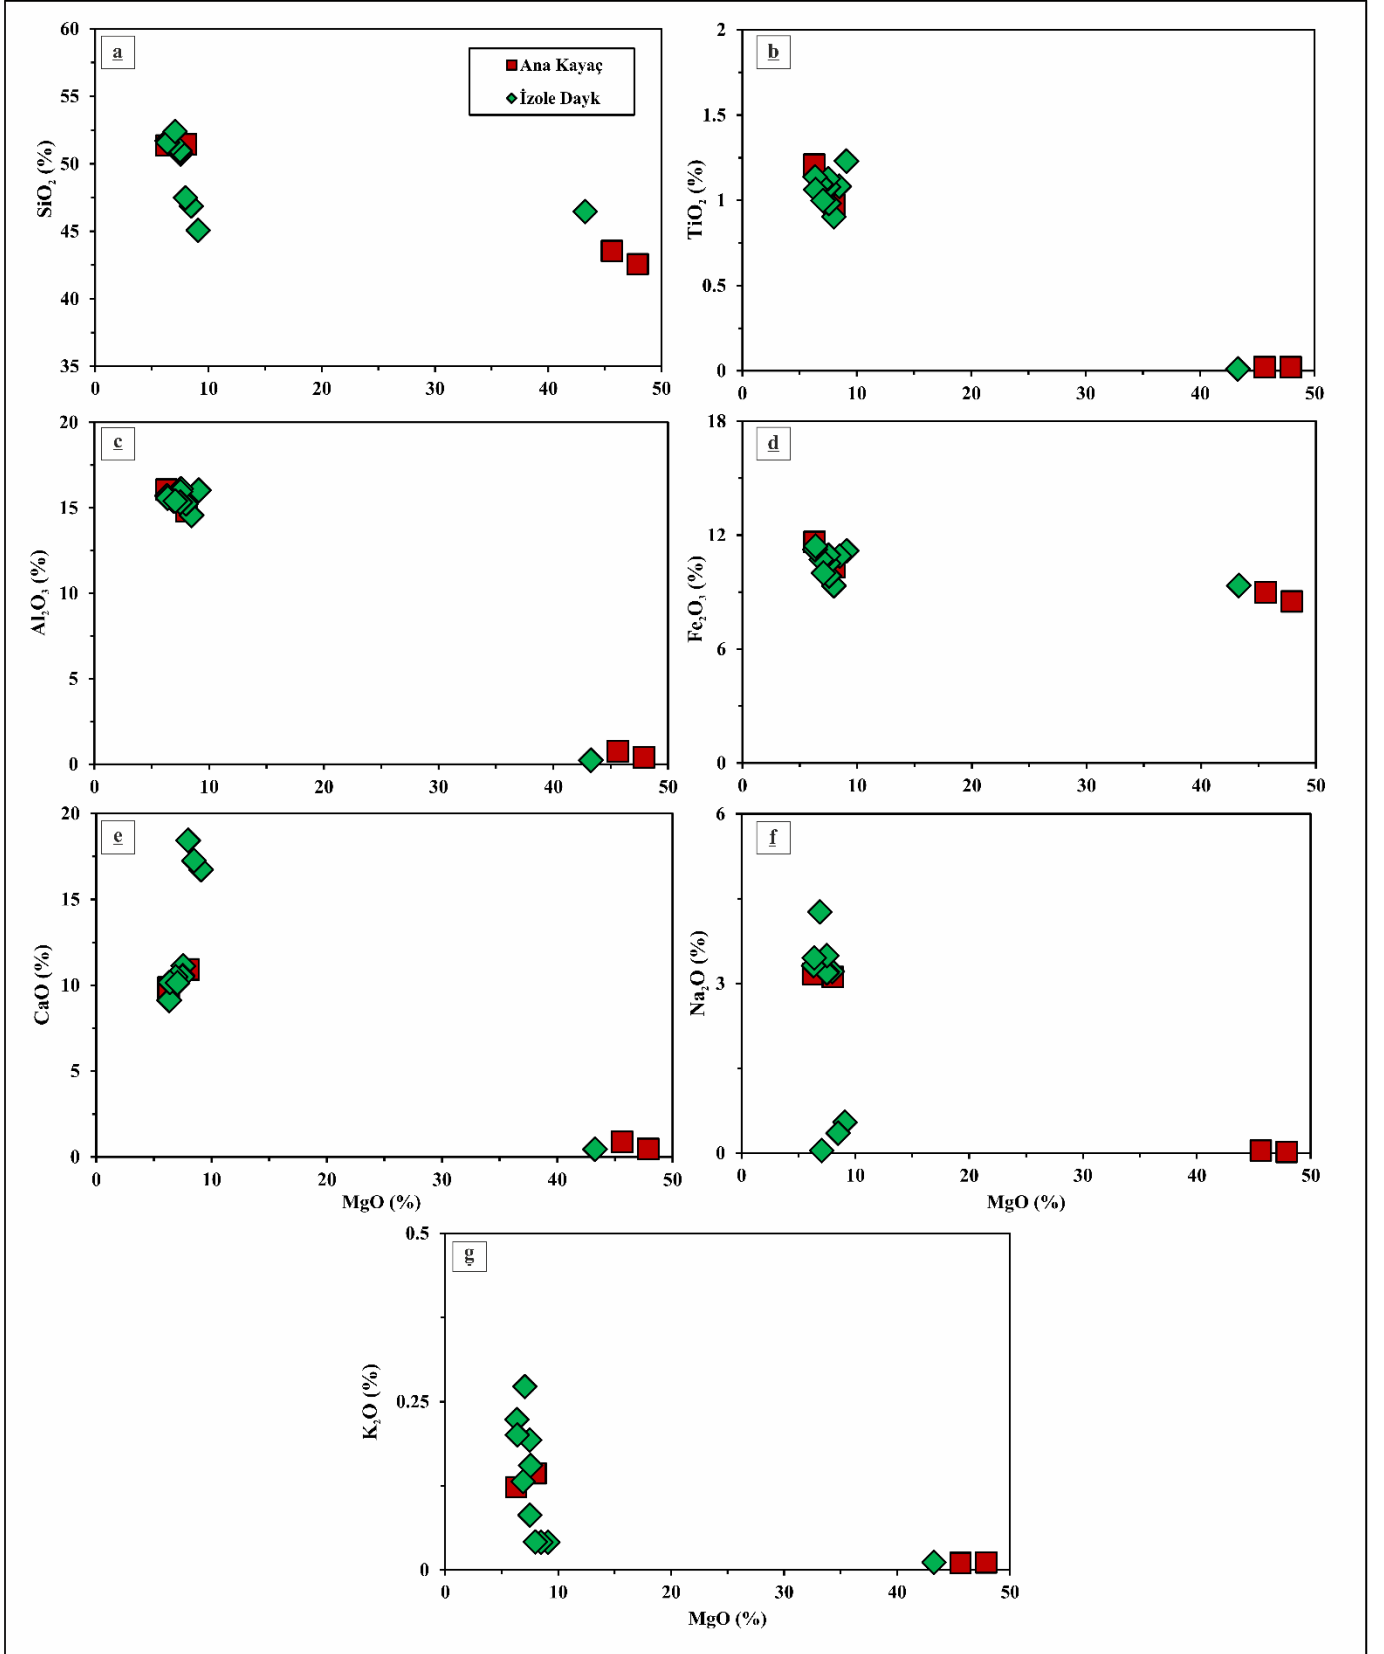 a
Ana Kayaç
İzole Dayk
SiO₂ (%)
60
55
50
45
40
35
0 10 20 30 40 50
b
TiO₂ (%)
2
1.5
1
0.5
0
0 10 20 30 40 50
c
Al₂O₃ (%)
20
15
10
5
0
0 10 20 30 40 50
d
Fe₂O₃ (%)
18
12
6
0
0 10 20 30 40 50
e
CaO (%)
20
15
10
5
0
0 10 20 30 40 50
MgO (%)
f
Na₂O (%)
6
3
0
0 10 20 30 40 50
MgO (%)
g
K₂O (%)
0.5
0.25
0
0 10 20 30 40 50
MgO (%)